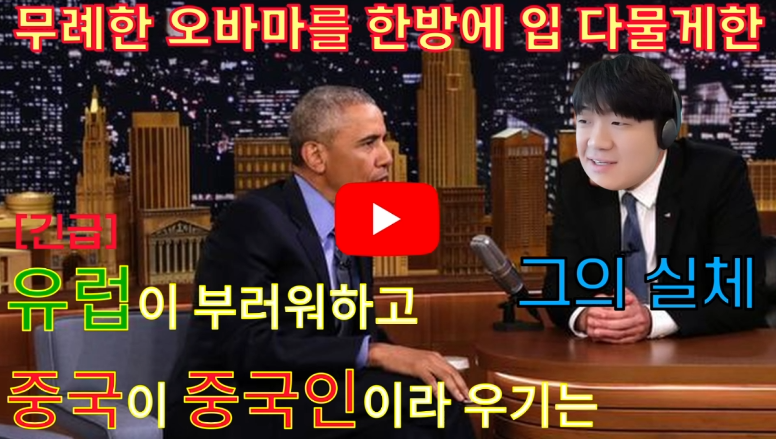 무례한 오바마를 한방에 입 다물게한
[긴급]
유럽이 부러워하고
그의 실체
중국이 중국인이라 우기는